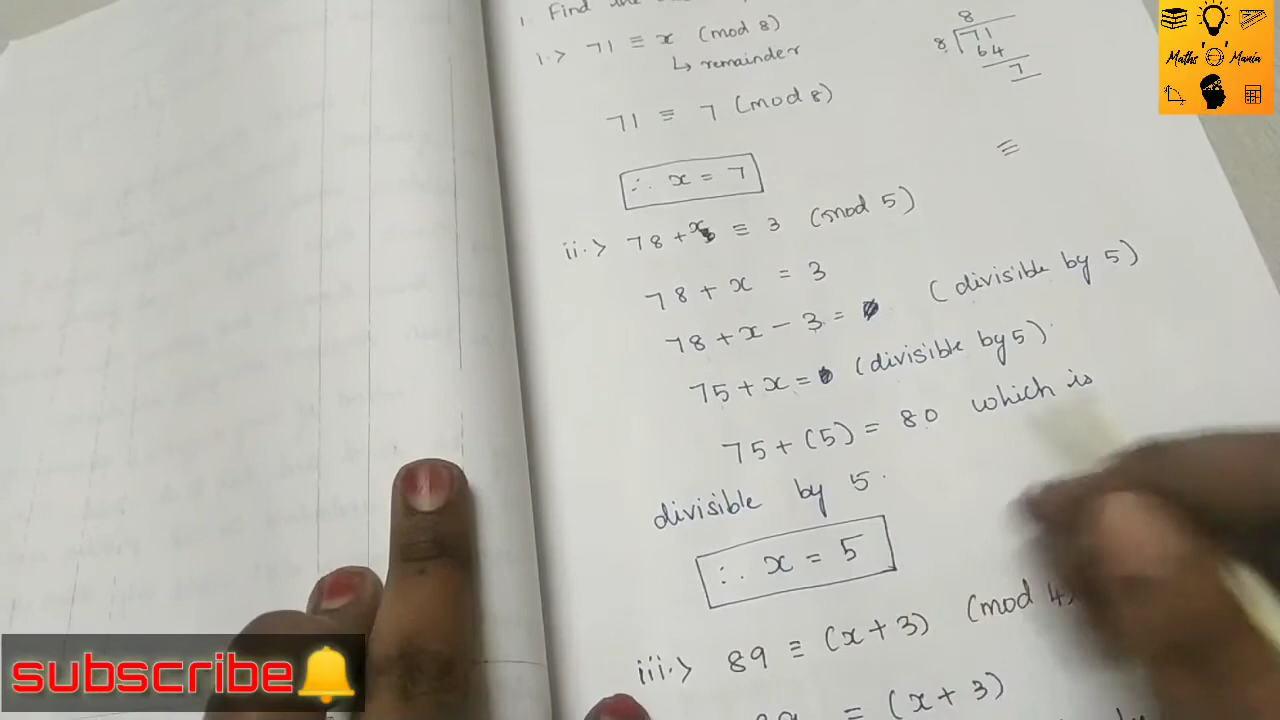 1. Find the
i.> 71 ≡ x (mod 8)
↳ remainder
8
8 71
64
7
71 ≡ 7 (mod 8)
∴ x = 7
≡
ii.> 78 + x ≡ 3 (mod 5)
78 + x = 3
78 + x - 3 = (divisible by 5)
75 + x = (divisible by 5)
75 + (5) = 80 which is
divisible by 5.
∴ x = 5
iii.> 89 ≡ (x + 3) (mod 4)
89 = (x + 3)
Maths Mania
subscribe